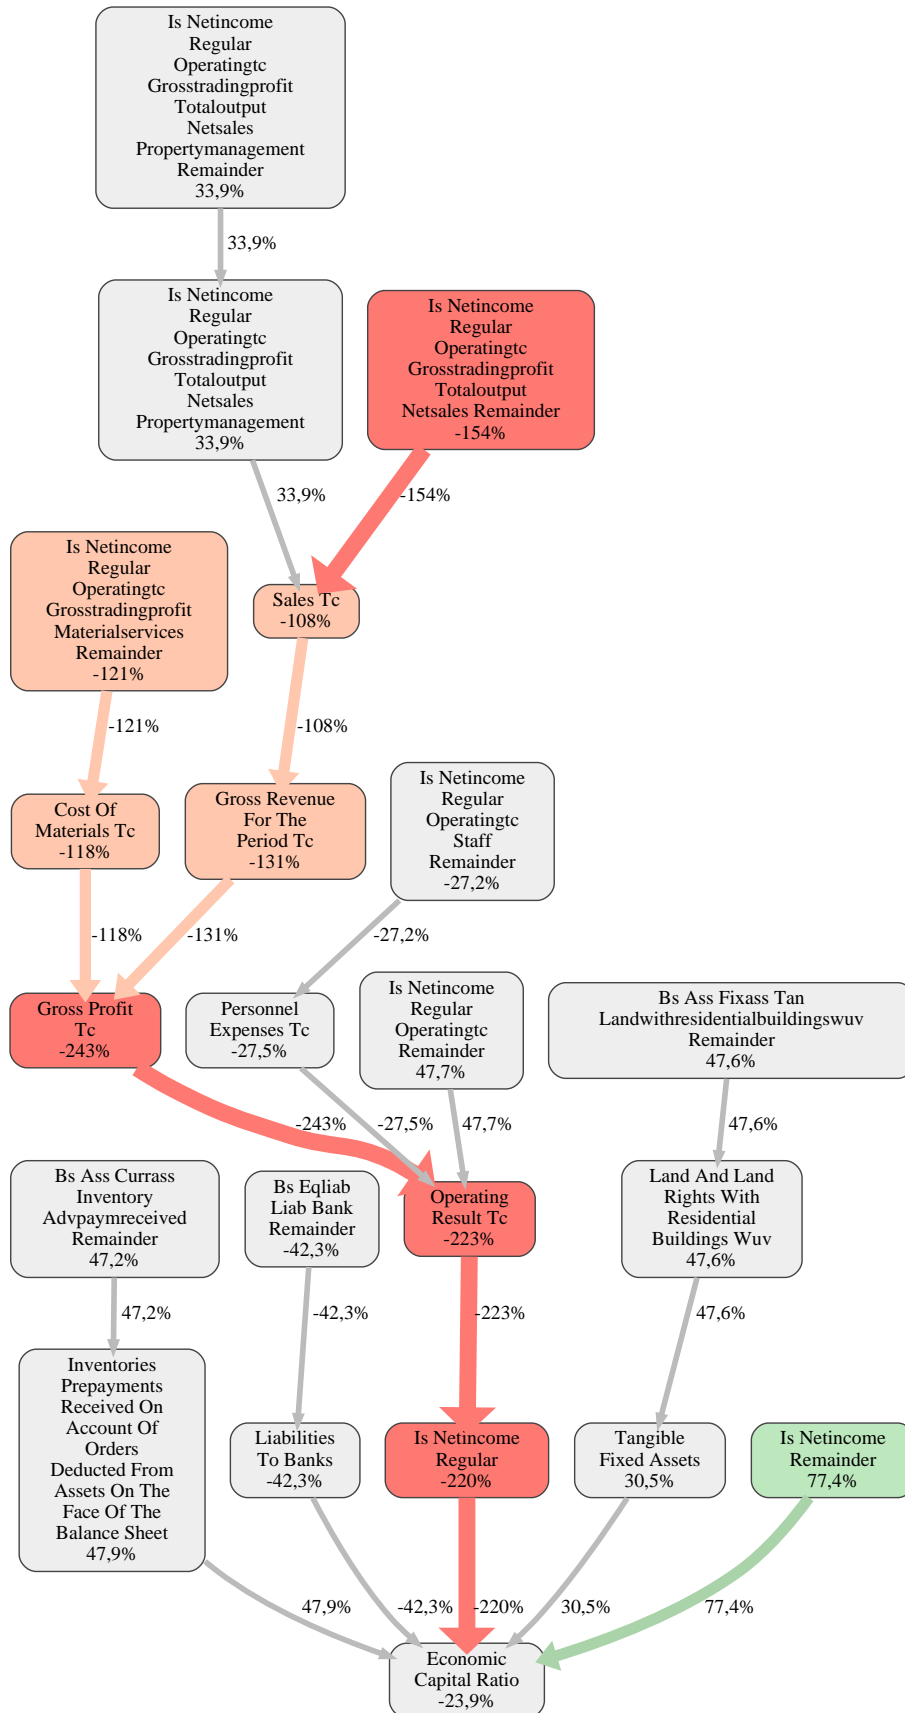 Is Netincome
Regular
Operatingtc
Grosstradingprofit
Totaloutput
Netsales
Propertymanagement
Remainder
33,9%
33,9%
Is Netincome
Regular
Operatingtc
Grosstradingprofit
Totaloutput
Netsales
Propertymanagement
33,9%
Is Netincome
Regular
Operatingtc
Grosstradingprofit
Totaloutput
Netsales Remainder
-154%
33,9%
-154%
Is Netincome
Regular
Operatingtc
Grosstradingprofit
Materialservices
Remainder
-121%
Sales Tc
-108%
-121%
-108%
Cost Of
Materials Tc
-118%
Gross Revenue
For The
Period Tc
-131%
Is Netincome
Regular
Operatingtc
Staff
Remainder
-27,2%
-118%
-131%
-27,2%
Gross Profit
Tc
-243%
Personnel
Expenses Tc
-27,5%
Is Netincome
Regular
Operatingtc
Remainder
47,7%
Bs Ass Fixass Tan
Landwithresidentialbuildingswuv
Remainder
47,6%
-243%
-27,5%
47,7%
47,6%
Bs Ass Currass
Inventory
Advpaymreceived
Remainder
47,2%
Bs Eqliab
Liab Bank
Remainder
-42,3%
Operating
Result Tc
-223%
Land And Land
Rights With
Residential
Buildings Wuv
47,6%
47,2%
-42,3%
-223%
47,6%
Inventories
Prepayments
Received On
Account Of
Orders
Deducted From
Assets On The
Face Of The
Balance Sheet
47,9%
Liabilities
To Banks
-42,3%
Is Netincome
Regular
-220%
Tangible
Fixed Assets
30,5%
Is Netincome
Remainder
77,4%
47,9%
-42,3%
-220%
30,5%
77,4%
Economic
Capital Ratio
-23,9%